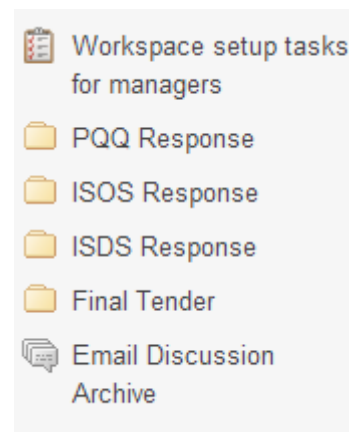 Workspace setup tasks
for managers
PQQ Response
ISOS Response
ISDS Response
Final Tender
Email Discussion
Archive